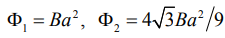 Φ₁ = Ba², Φ₂ = 4√3Ba²/9